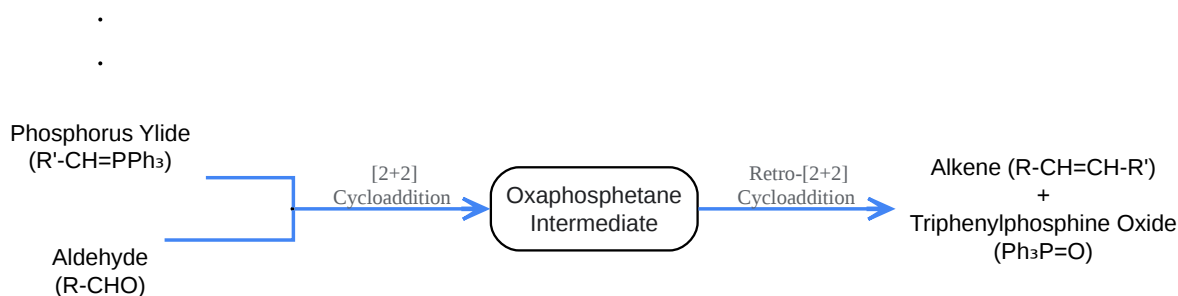 Phosphorus Ylide
(R'-CH=PPh₃)
Aldehyde
(R-CHO)
[2+2]
Cycloaddition
Oxaphosphetane
Intermediate
Retro-[2+2]
Cycloaddition
Alkene (R-CH=CH-R')
+
Triphenylphosphine Oxide
(Ph₃P=O)